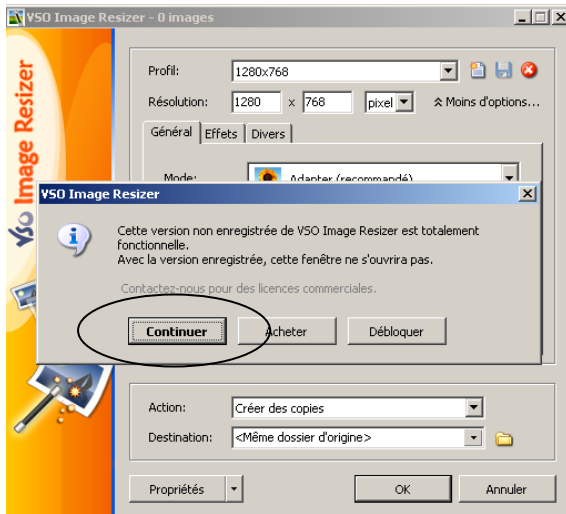 VSO Image Resizer - 0 images
vso Image Resizer
Profil: 1280x768
Résolution: 1280 x 768 pixel Moins d'options...
Général Effets Divers
Mode: Adapter (recommandé)
VSO Image Resizer
Cette version non enregistrée de VSO Image Resizer est totalement
fonctionnelle.
Avec la version enregistrée, cette fenêtre ne s'ouvrira pas.
Contactez-nous pour des licences commerciales.
Continuer Acheter Débloquer
Action: Créer des copies
Destination: <Même dossier d'origine>
Propriétés OK Annuler